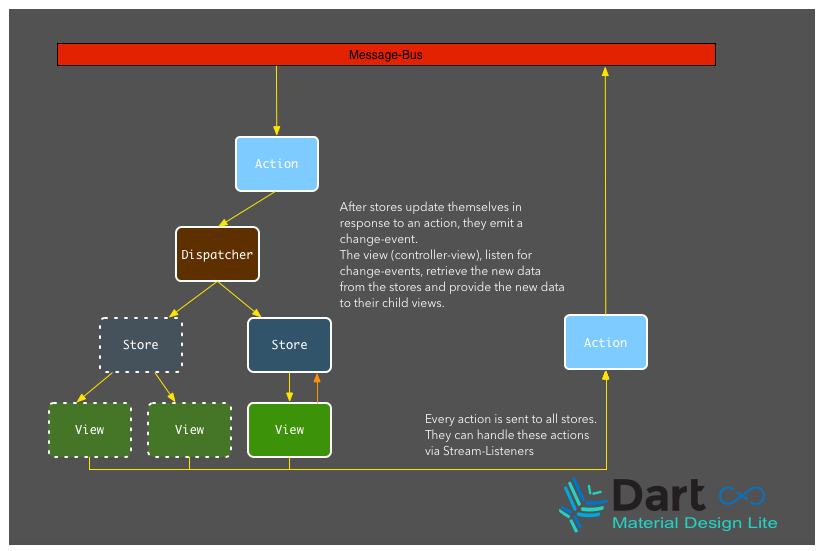 Message-Bus
Action
After stores update themselves in
response to an action, they emit a
change-event.
The view (controller-view), listen for
change-events, retrieve the new data
from the stores and provide the new data
to their child views.
Dispatcher
Store
Store
Action
View
View
View
Every action is sent to all stores.
They can handle these actions
via Stream-Listeners
Dart
Material Design Lite